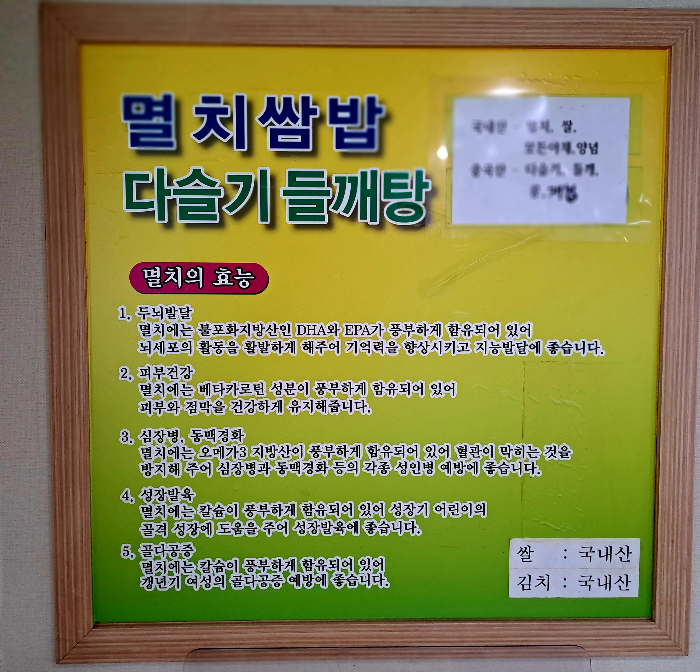 멸치쌈밥
다슬기 들깨탕
국내산 - 멸치, 쌀,
모든야채,양념
중국산 - 다슬기, 들깨,
콩,
멸치의 효능
1. 두뇌발달
멸치에는 불포화지방산인 DHA와 EPA가 풍부하게 함유되어 있어
뇌세포의 활동을 활발하게 해주어 기억력을 향상시키고 지능발달에 좋습니다.
2. 피부건강
멸치에는 베타카로틴 성분이 풍부하게 함유되어 있어
피부와 점막을 건강하게 유지해줍니다.
3. 심장병, 동맥경화
멸치에는 오메가3 지방산이 풍부하게 함유되어 있어 혈관이 막히는 것을
방지해 주어 심장병과 동맥경화 등의 각종 성인병 예방에 좋습니다.
4. 성장발육
멸치에는 칼슘이 풍부하게 함유되어 있어 성장기 어린이의
골격 성장에 도움을 주어 성장발육에 좋습니다.
5. 골다공증
멸치에는 칼슘이 풍부하게 함유되어 있어
갱년기 여성의 골다공증 예방에 좋습니다.
쌀 : 국내산
김치 : 국내산